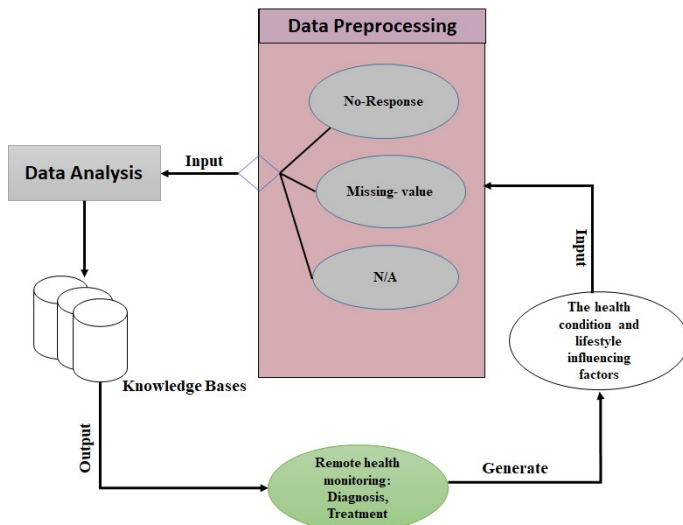 Data Preprocessing
No-Response
Input
Data Analysis
Missing- value
Input
N/A
The health
condition and
lifestyle
influencing
factors
Knowledge Bases
Output
Remote health
monitoring:
Diagnosis,
Treatment
Generate